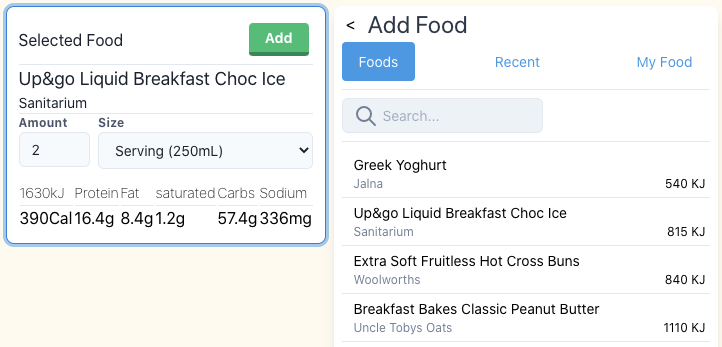 Selected Food
Add
Up&go Liquid Breakfast Choc Ice
Sanitarium
Amount Size
2 Serving (250mL)
1630kJ Protein Fat saturated Carbs Sodium
390Cal 16.4g 8.4g 1.2g 57.4g 336mg
< Add Food
Foods Recent My Food
Search...
Greek Yoghurt
Jalna 540 KJ
Up&go Liquid Breakfast Choc Ice
Sanitarium 815 KJ
Extra Soft Fruitless Hot Cross Buns
Woolworths 840 KJ
Breakfast Bakes Classic Peanut Butter
Uncle Tobys Oats 1110 KJ